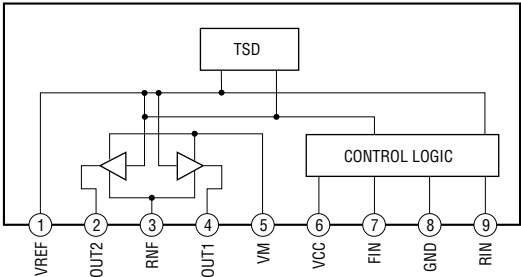 TSD
CONTROL LOGIC
1 2 3 4 5 6 7 8 9
VREF OUT2 RNF OUT1 VM VCC FIN GND RIN